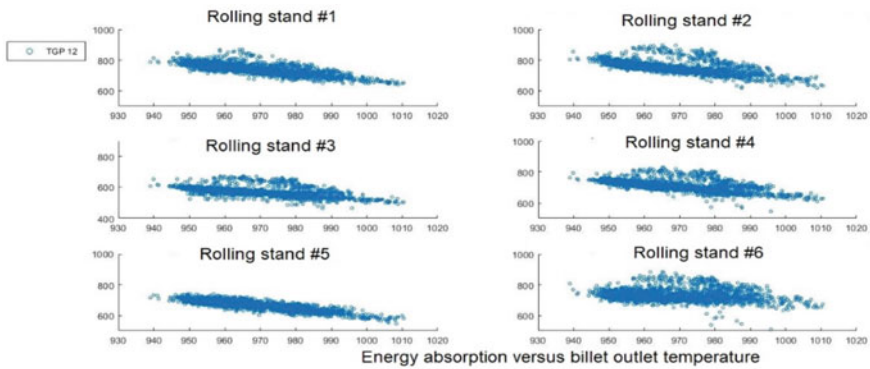 Rolling stand #1
Rolling stand #2
TGP 12
1000
800
600
930 940 950 960 970 980 990 1000 1010 1020
1000
800
600
930 940 950 960 970 980 990 1000 1010 1020
Rolling stand #3
Rolling stand #4
800
600
400
930 940 950 960 970 980 990 1000 1010 1020
800
600
930 940 950 960 970 980 990 1000 1010 1020
Rolling stand #5
Rolling stand #6
1000
800
600
930 940 950 960 970 980 990 1000 1010 1020
1000
800
600
930 940 950 960 970 980 990 1000 1010 1020
Energy absorption versus billet outlet temperature